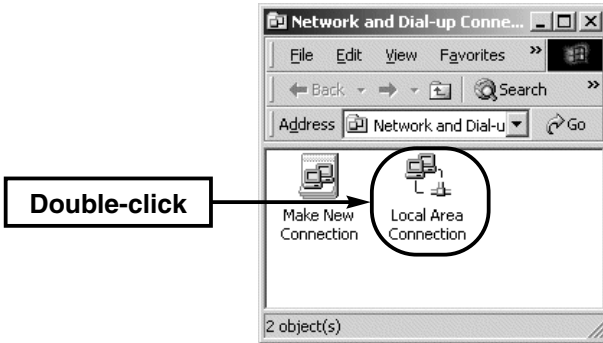 Network and Dial-up Conne...
File Edit View Favorites »
Back Search »
Address Network and Dial-u Go
Double-click
Make New
Connection
Local Area
Connection
2 object(s)